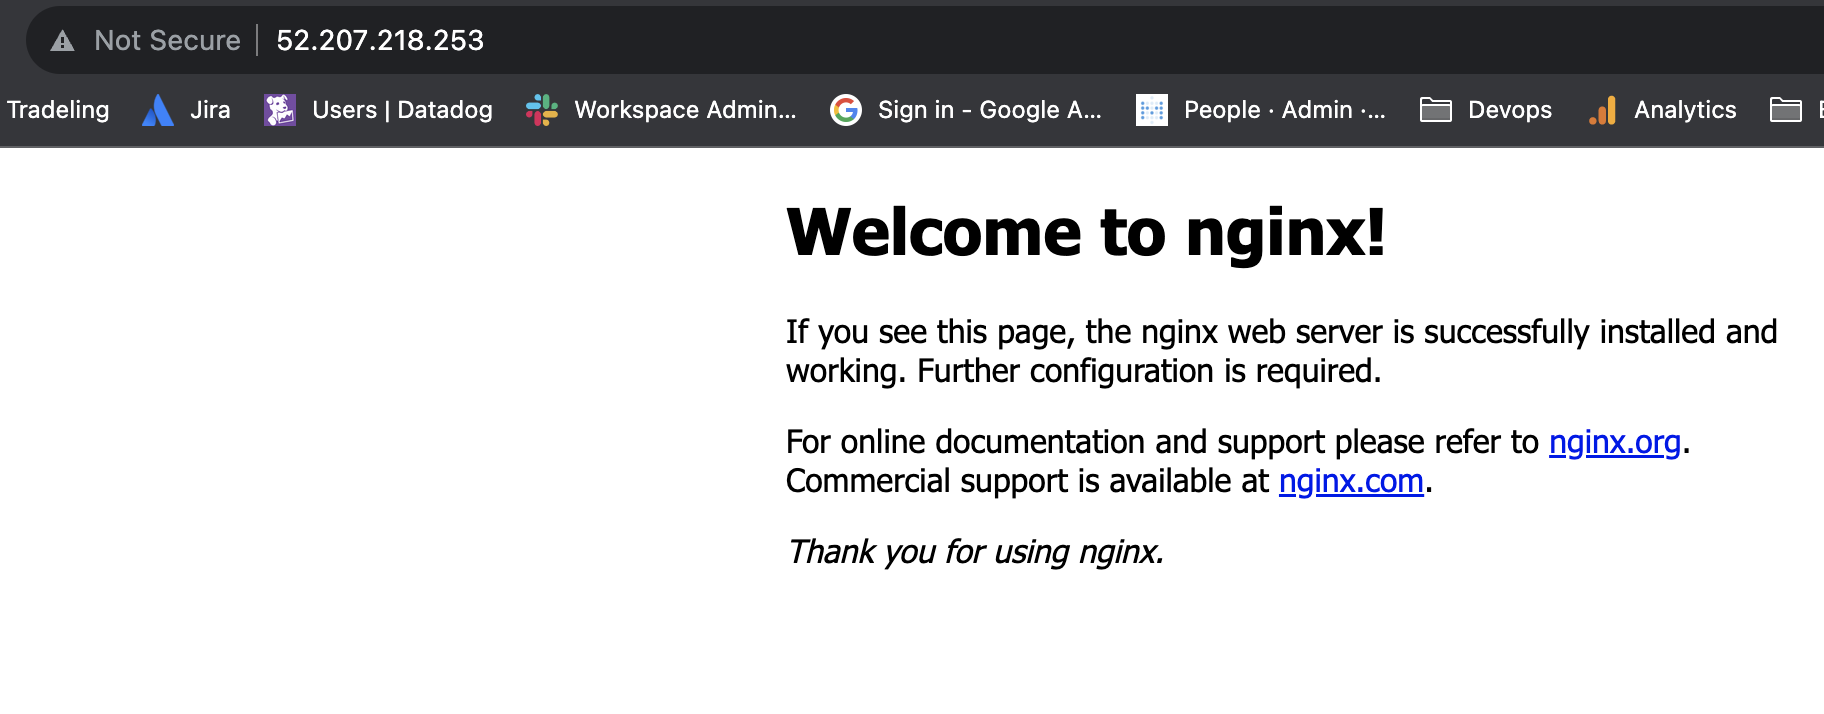 Not Secure | 52.207.218.253
Tradeling Jira Users | Datadog Workspace Admin... Sign in - Google A... People · Admin ·... Devops Analytics
Welcome to nginx!
If you see this page, the nginx web server is successfully installed and
working. Further configuration is required.
For online documentation and support please refer to nginx.org.
Commercial support is available at nginx.com.
Thank you for using nginx.